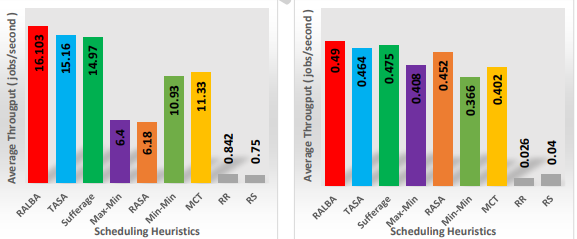 Average Througput ( jobs/second )
16.103
15.16
14.97
6.4
6.18
10.93
11.33
0.842
0.75
RALBA
TASA
Sufferage
Max-Min
RASA
Min-Min
MCT
RR
RS
Scheduling Heuristics
Average Througput ( jobs/second )
0.49
0.464
0.475
0.408
0.452
0.366
0.402
0.026
0.04
RALBA
TASA
Sufferage
Max-Min
RASA
Min-Min
MCT
RR
RS
Scheduling Heuristics